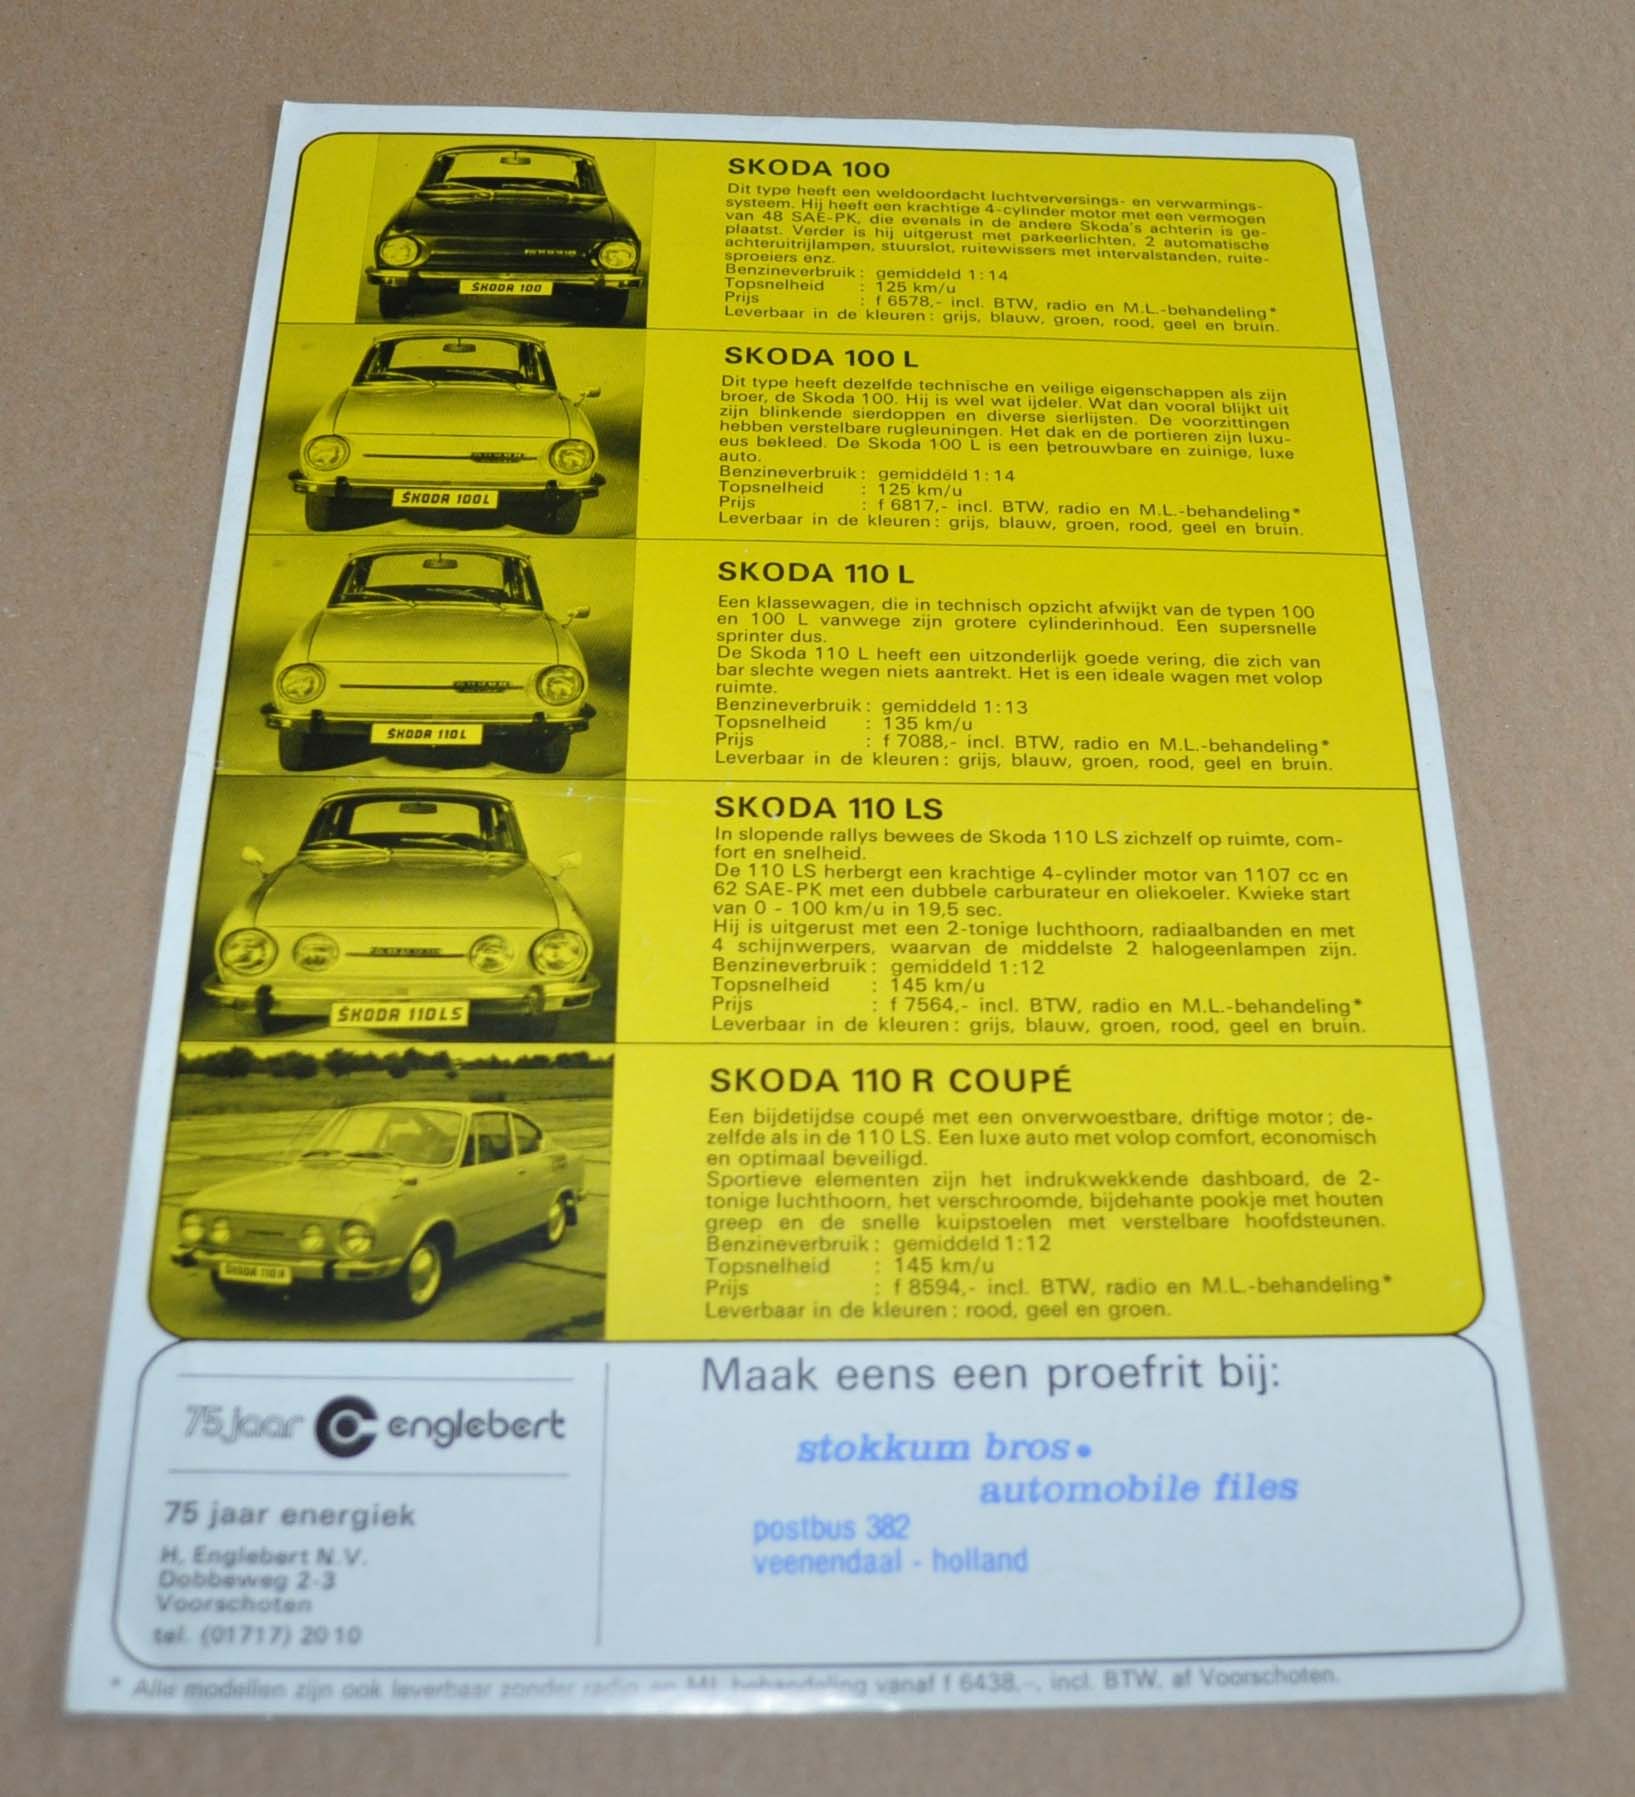 SKODA 100
Dit type heeft een weldoordacht luchtverversings- en verwarmings-
systeem. Hij heeft een krachtige 4-cylinder motor met een vermogen
van 48 SAE-PK, die evenals in de andere Skoda's achterin is ge-
plaatst. Verder is hij uitgerust met parkeerlichten, 2 automatische
achteruitrijlampen, stuurslot, ruitewissers met intervalstanden, ruite-
sproeiers enz.
Benzineverbruik : gemiddeld 1 : 14
Topsnelheid : 125 km/u
Prijs : f 6578,- incl. BTW, radio en M.L.-behandeling*
Leverbaar in de kleuren : grijs, blauw, groen, rood, geel en bruin.
ŠKODA 100
SKODA 100 L
Dit type heeft dezelfde technische en veilige eigenschappen als zijn
broer, de Skoda 100. Hij is wel wat ijdeler. Wat dan vooral blijkt uit
zijn blinkende sierdoppen en diverse sierlijsten. De voorzittingen
hebben verstelbare rugleuningen. Het dak en de portieren zijn luxu-
eus bekleed. De Skoda 100 L is een betrouwbare en zuinige, luxe
auto.
Benzineverbruik : gemiddeld 1 : 14
Topsnelheid : 125 km/u
Prijs : f 6817,- incl. BTW, radio en M.L.-behandeling*
Leverbaar in de kleuren : grijs, blauw, groen, rood, geel en bruin.
ŠKODA 100L
SKODA 110 L
Een klassewagen, die in technisch opzicht afwijkt van de typen 100
en 100 L vanwege zijn grotere cylinderinhoud. Een supersnelle
sprinter dus.
De Skoda 110 L heeft een uitzonderlijk goede vering, die zich van
bar slechte wegen niets aantrekt. Het is een ideale wagen met volop
ruimte.
Benzineverbruik : gemiddeld 1 : 13
Topsnelheid : 135 km/u
Prijs : f 7088,- incl. BTW, radio en M.L.-behandeling*
Leverbaar in de kleuren : grijs, blauw, groen, rood, geel en bruin.
ŠKODA 110L
SKODA 110 LS
In slopende rallys bewees de Skoda 110 LS zichzelf op ruimte, com-
fort en snelheid.
De 110 LS herbergt een krachtige 4-cylinder motor van 1107 cc en
62 SAE-PK met een dubbele carburateur en oliekoeler. Kwieke start
van 0 - 100 km/u in 19,5 sec.
Hij is uitgerust met een 2-tonige luchthoorn, radiaalbanden en met
4 schijnwerpers, waarvan de middelste 2 halogeenlampen zijn.
Benzineverbruik : gemiddeld 1 : 12
Topsnelheid : 145 km/u
Prijs : f 7564,- incl. BTW, radio en M.L.-behandeling*
Leverbaar in de kleuren : grijs, blauw, groen, rood, geel en bruin.
ŠKODA 110LS
SKODA 110 R COUPÉ
Een bijdetijdse coupé met een onverwoestbare, driftige motor ; de-
zelfde als in de 110 LS. Een luxe auto met volop comfort, economisch
en optimaal beveiligd.
Sportieve elementen zijn het indrukwekkende dashboard, de 2-
tonige luchthoorn, het verschroomde, bijdehante pookje met houten
greep en de snelle kuipstoelen met verstelbare hoofdsteunen.
Benzineverbruik : gemiddeld 1 : 12
Topsnelheid : 145 km/u
Prijs : f 8594,- incl. BTW, radio en M.L.-behandeling*
Leverbaar in de kleuren : rood, geel en groen.
ŠKODA 110 R
75 jaar englebert
75 jaar energiek
H. Englebert N.V.
Dobbeweg 2-3
Voorschoten
tel. (01717) 2010
Maak eens een proefrit bij:
stokkum bros.
automobile files
postbus 382
veenendaal - holland
* Alle modellen zijn ook leverbaar zonder radio en M.L. behandeling vanaf f 6438,-, incl. BTW, af Voorschoten.